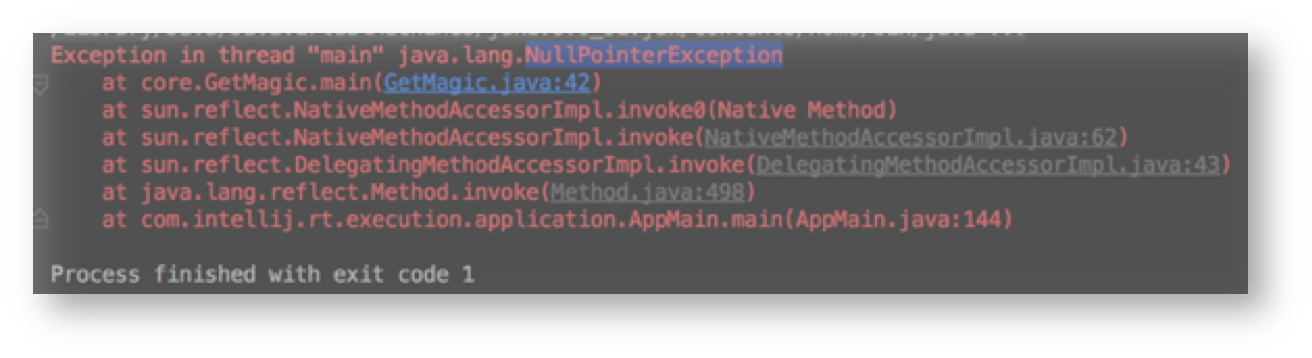 Exception in thread "main" java.lang.NullPointerException
at core.GetMagic.main(GetMagic.java:42)
at sun.reflect.NativeMethodAccessorImpl.invoke0(Native Method)
at sun.reflect.NativeMethodAccessorImpl.invoke(NativeMethodAccessorImpl.java:62)
at sun.reflect.DelegatingMethodAccessorImpl.invoke(DelegatingMethodAccessorImpl.java:43)
at java.lang.reflect.Method.invoke(Method.java:498)
at com.intellij.rt.execution.application.AppMain.main(AppMain.java:144)
Process finished with exit code 1